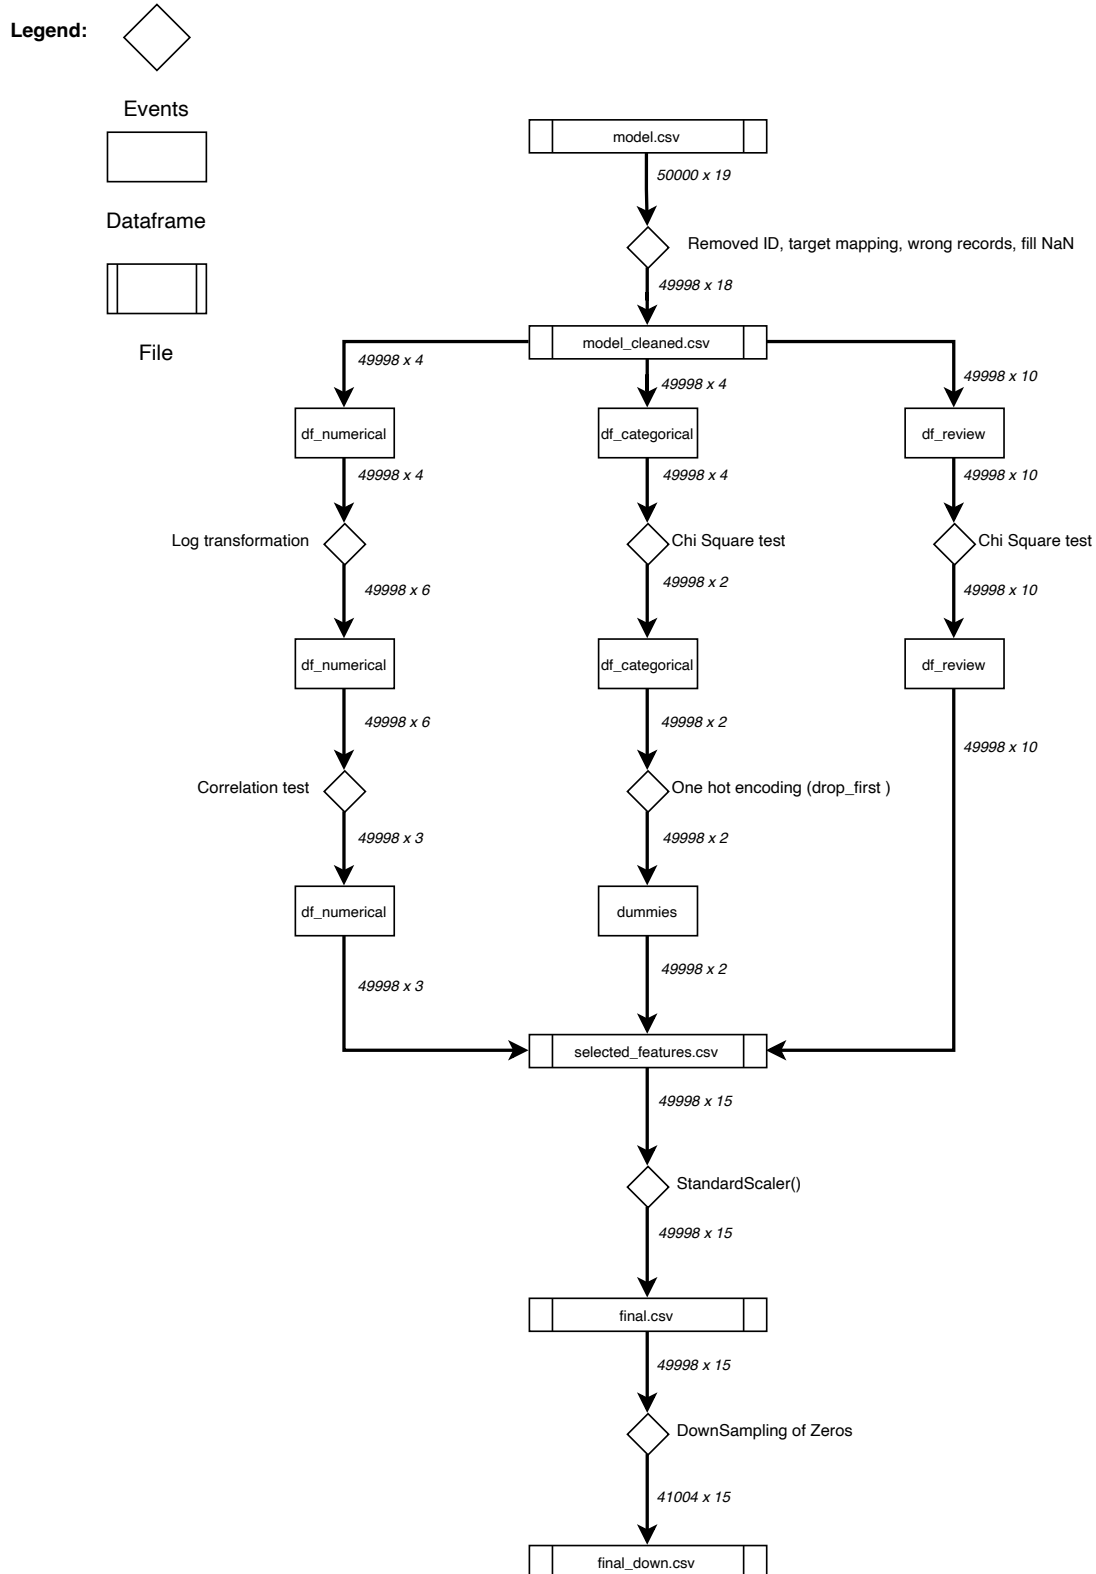 Legend:
Events
Dataframe
File
model.csv
50000 x 19
Removed ID, target mapping, wrong records, fill NaN
49998 x 18
model_cleaned.csv
49998 x 4
49998 x 4
49998 x 10
df_numerical
df_categorical
df_review
49998 x 4
49998 x 4
49998 x 10
Log transformation
Chi Square test
Chi Square test
49998 x 6
49998 x 2
49998 x 10
df_numerical
df_categorical
df_review
49998 x 6
49998 x 2
49998 x 10
Correlation test
One hot encoding (drop_first )
49998 x 3
49998 x 2
df_numerical
dummies
49998 x 3
49998 x 2
selected_features.csv
49998 x 15
StandardScaler()
49998 x 15
final.csv
49998 x 15
DownSampling of Zeros
41004 x 15
final_down.csv